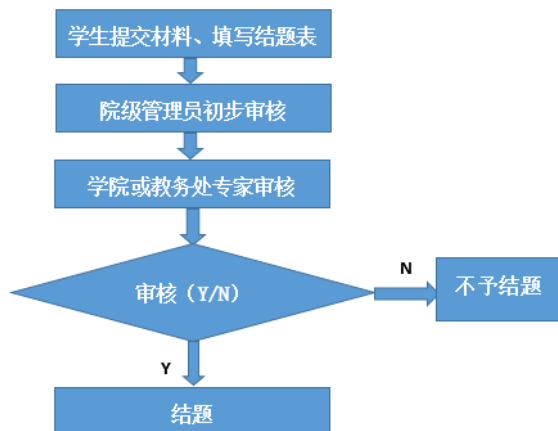 学生提交材料、填写结题表
院级管理员初步审核
学院或教务处专家审核
审核（Y/N）
N
不予结题
Y
结题